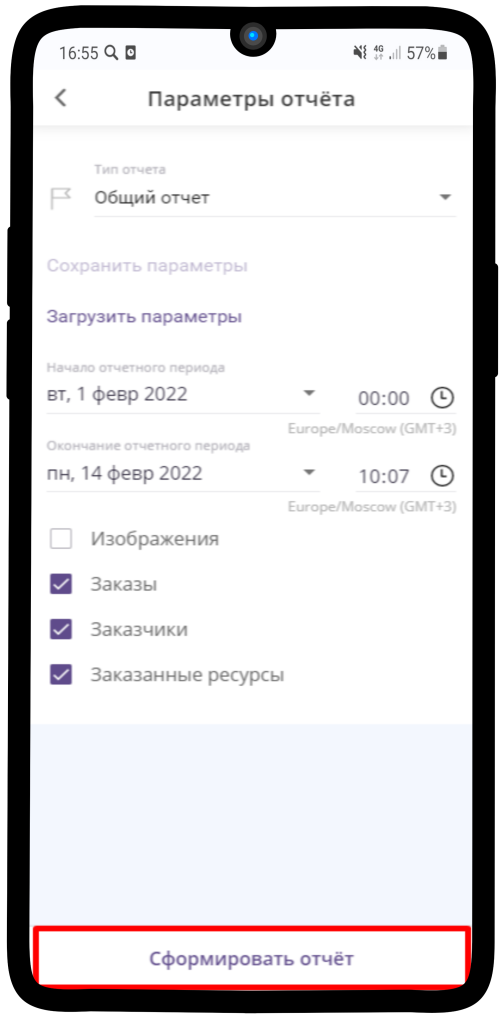 16:55 4G 57%
Параметры отчёта
Тип отчета
Общий отчет
Сохранить параметры
Загрузить параметры
Начало отчетного периода
вт, 1 февр 2022 00:00
Europe/Moscow (GMT+3)
Окончание отчетного периода
пн, 14 февр 2022 10:07
Europe/Moscow (GMT+3)
Изображения
Заказы
Заказчики
Заказанные ресурсы
Сформировать отчёт